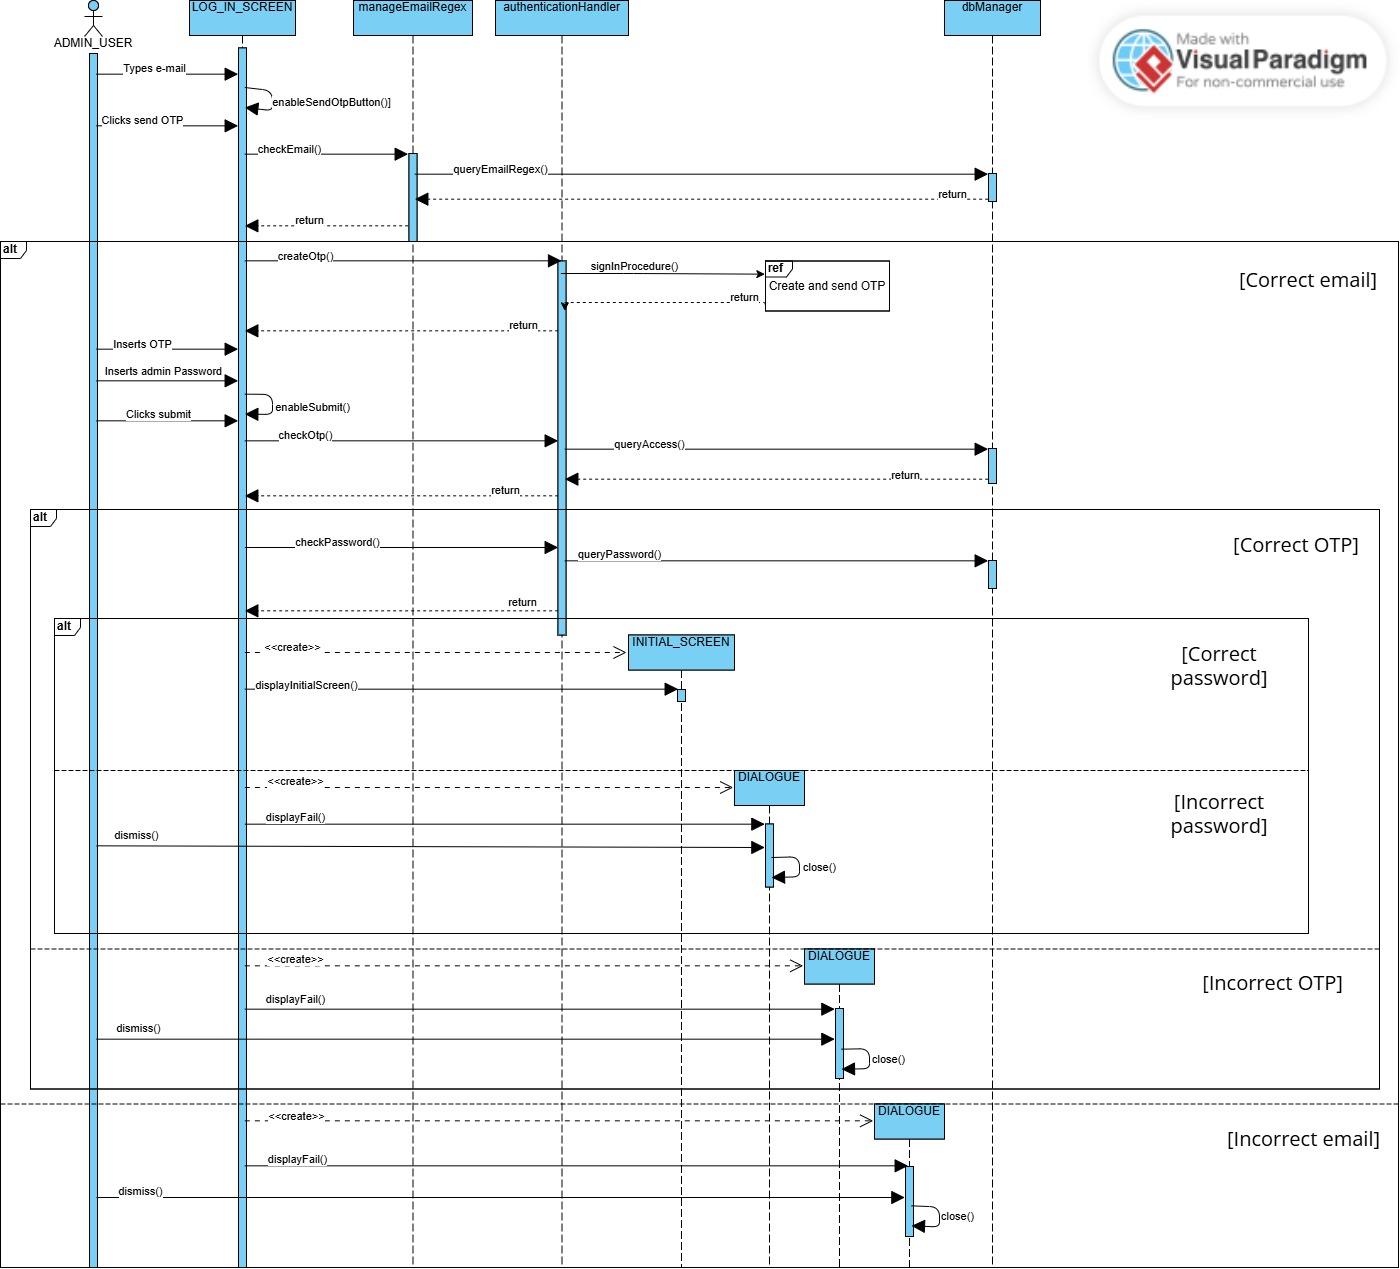 LOG_IN_SCREEN
manageEmailRegex
authenticationHandler
dbManager
ADMIN_USER
Made with
Visual Paradigm
For non-commercial use
Types e-mail
enableSendOtpButton()]
Clicks send OTP
checkEmail()
queryEmailRegex()
return
return
alt
createOtp()
signInProcedure()
ref
Create and send OTP
[Correct email]
return
return
Inserts OTP
Inserts admin Password
enableSubmit()
Clicks submit
checkOtp()
queryAccess()
return
return
alt
checkPassword()
[Correct OTP]
queryPassword()
return
alt
<<create>>
INITIAL_SCREEN
[Correct
password]
displayInitialScreen()
<<create>>
DIALOGUE
[Incorrect
password]
displayFail()
dismiss()
close()
<<create>>
DIALOGUE
[Incorrect OTP]
displayFail()
dismiss()
close()
<<create>>
DIALOGUE
[Incorrect email]
displayFail()
dismiss()
close()